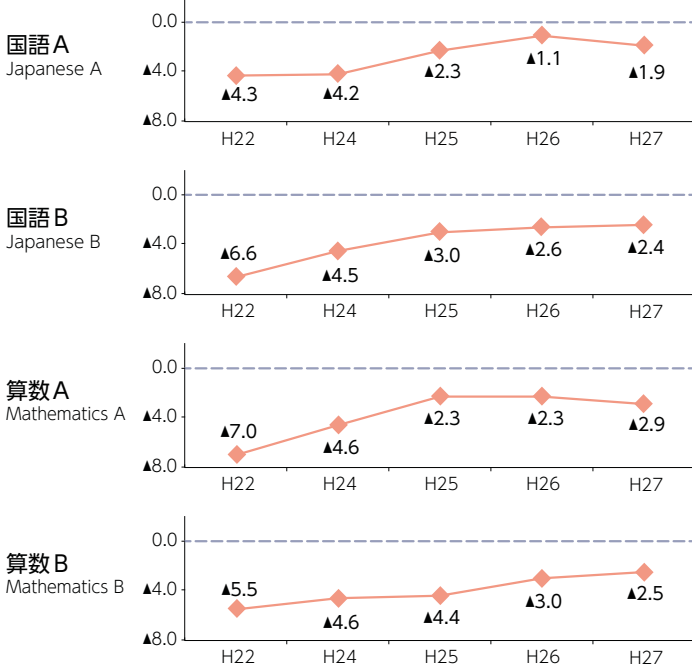 0.0
国語A
Japanese A
▲4.0
▲8.0
▲4.3
▲4.2
▲2.3
▲1.1
▲1.9
H22
H24
H25
H26
H27
0.0
国語B
Japanese B
▲4.0
▲8.0
▲6.6
▲4.5
▲3.0
▲2.6
▲2.4
H22
H24
H25
H26
H27
0.0
算数A
Mathematics A
▲4.0
▲8.0
▲7.0
▲4.6
▲2.3
▲2.3
▲2.9
H22
H24
H25
H26
H27
0.0
算数B
Mathematics B
▲4.0
▲8.0
▲5.5
▲4.6
▲4.4
▲3.0
▲2.5
H22
H24
H25
H26
H27